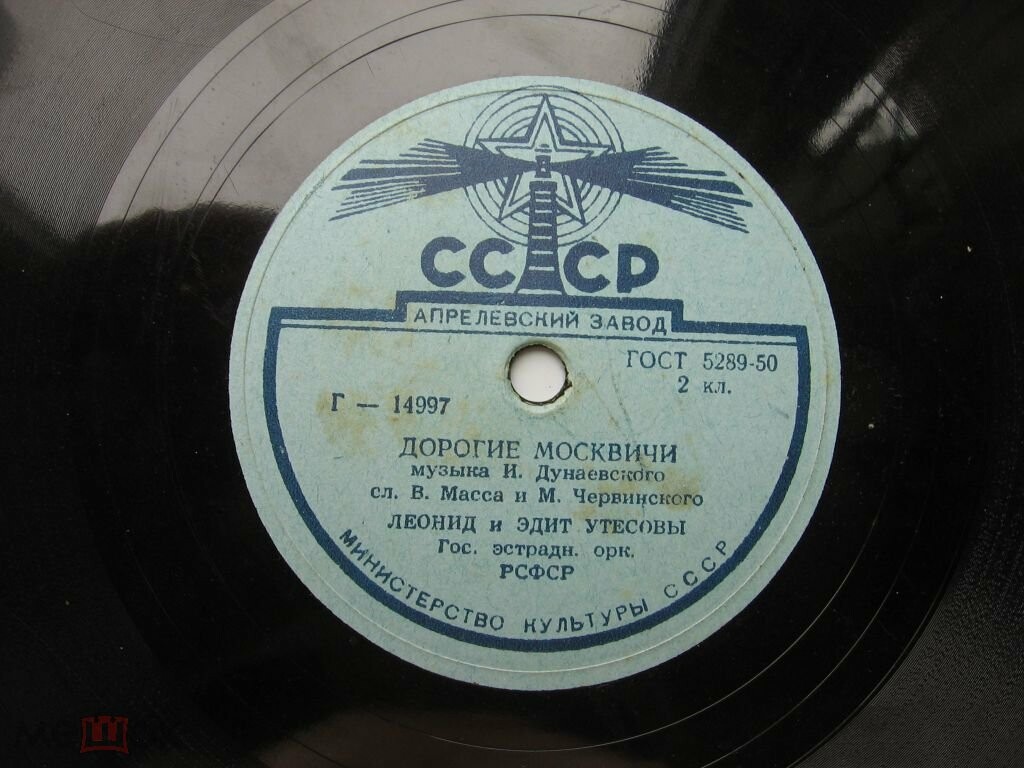 СССР
АПРЕЛЕВСКИЙ ЗАВОД
ГОСТ 5289-50
2 кл.
Г — 14997
ДОРОГИЕ МОСКВИЧИ
музыка И. Дунаевского
сл. В. Масса и М. Червинского
ЛЕОНИД и ЭДИТ УТЕСОВЫ
Гос. эстрадн. орк.
РСФСР
МИНИСТЕРСТВО КУЛЬТУРЫ СССР